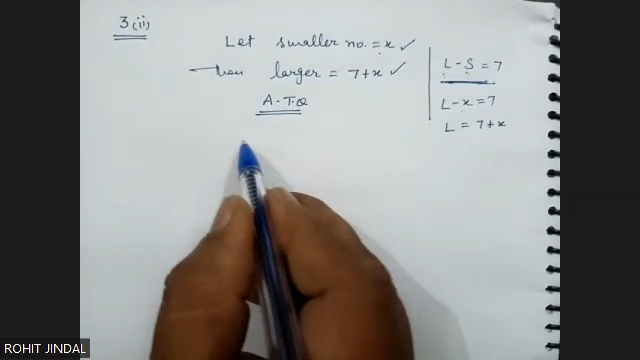 3(ii)
Let smaller no. = x ✓
Then larger = 7+x ✓
A.T.Q
L-S = 7
L-x = 7
L = 7+x
ROHIT JINDAL